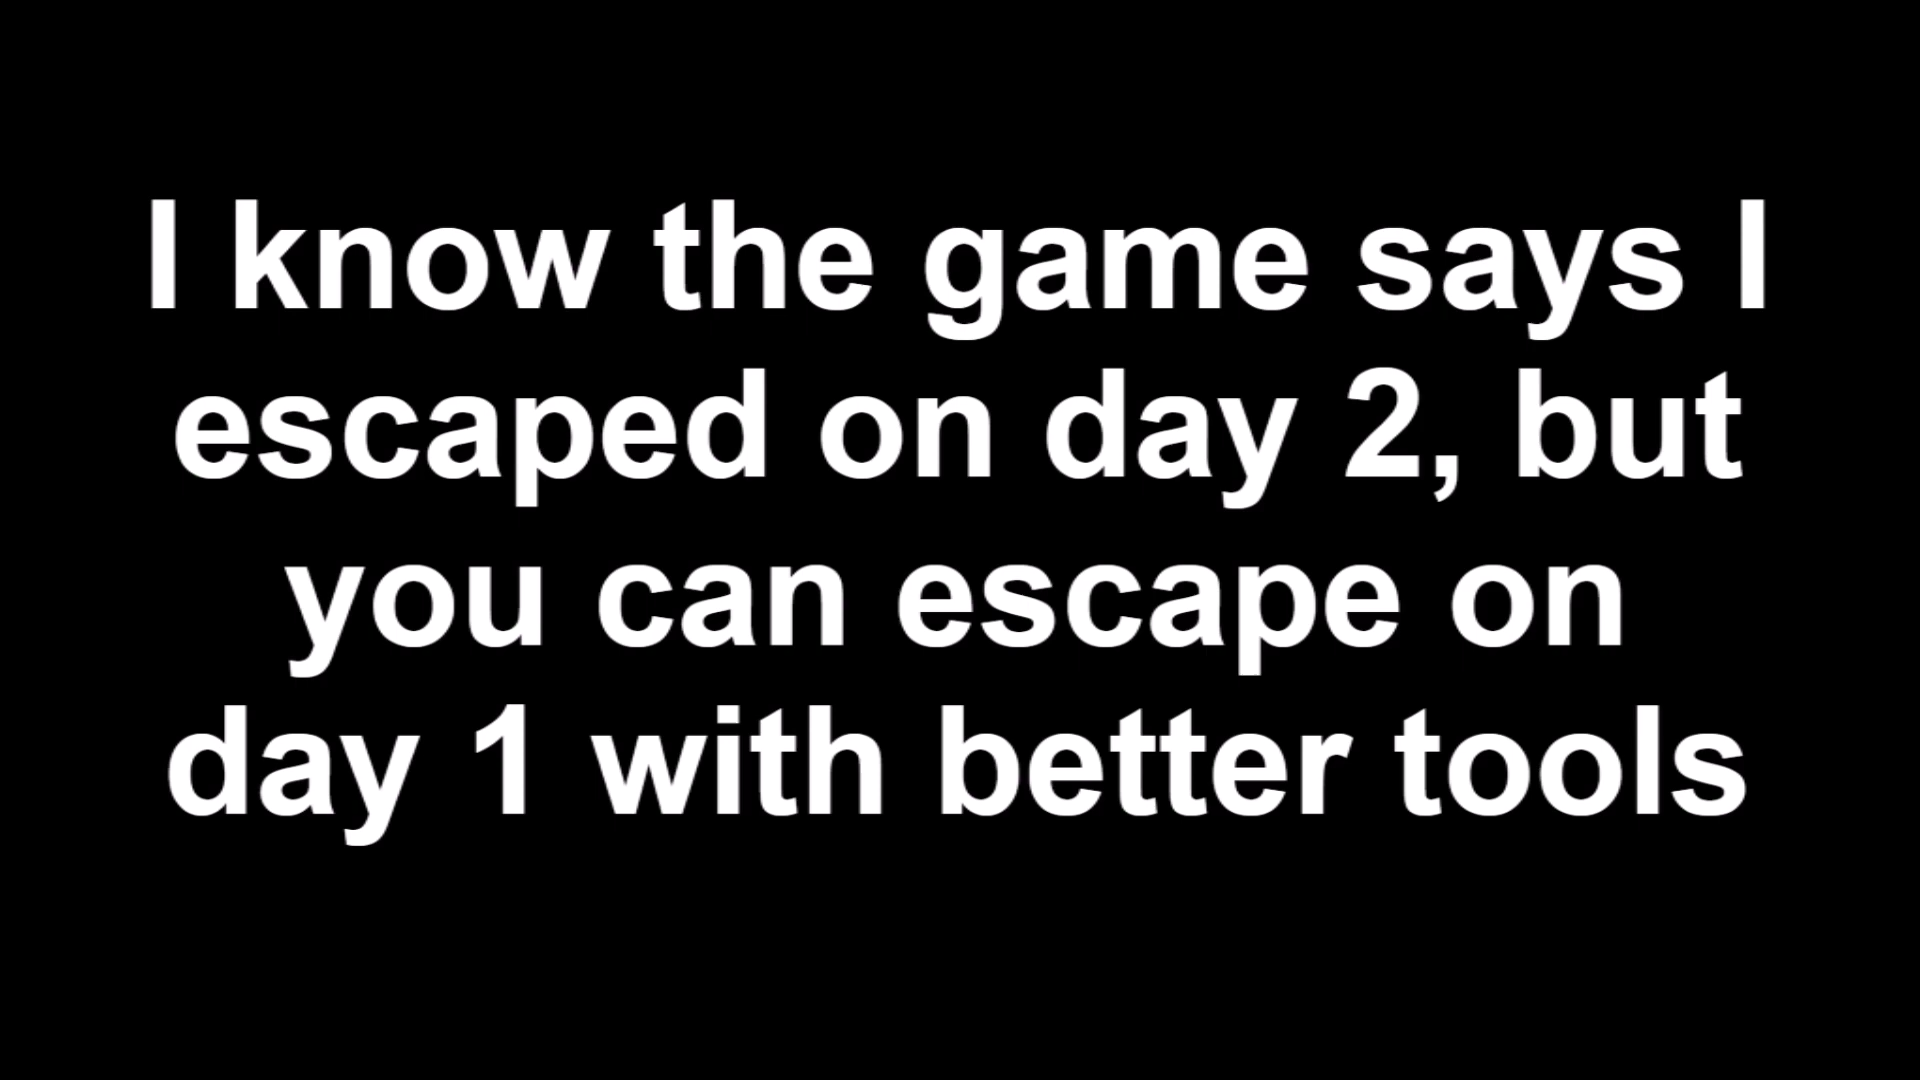 I know the game says I
escaped on day 2, but
you can escape on
day 1 with better tools